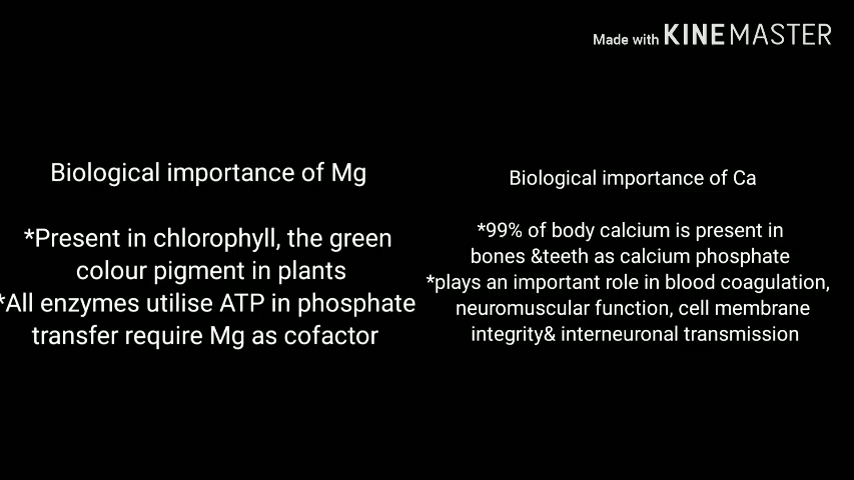 Made with KINEMASTER
Biological importance of Mg
*Present in chlorophyll, the green
colour pigment in plants
*All enzymes utilise ATP in phosphate
transfer require Mg as cofactor
Biological importance of Ca
*99% of body calcium is present in
bones &teeth as calcium phosphate
*plays an important role in blood coagulation,
neuromuscular function, cell membrane
integrity& interneuronal transmission